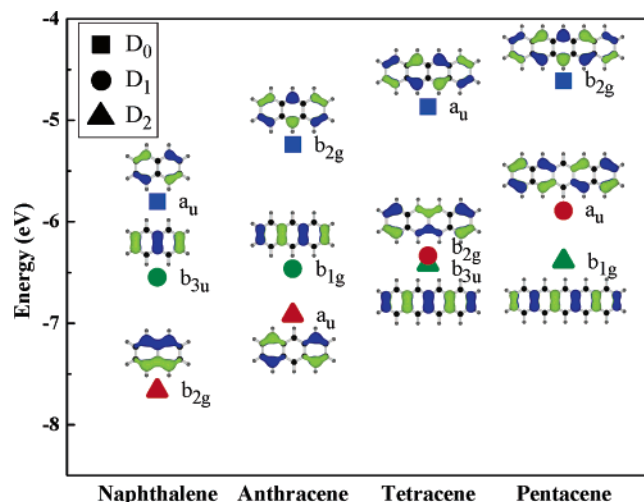 -4
-5
-6
-7
-8
Energy (eV)
D₀
D₁
D₂
aᵤ
b₃ᵤ
b₂g
b₂g
b₁g
aᵤ
aᵤ
b₂g
b₃ᵤ
b₂g
aᵤ
b₁g
Naphthalene Anthracene Tetracene Pentacene